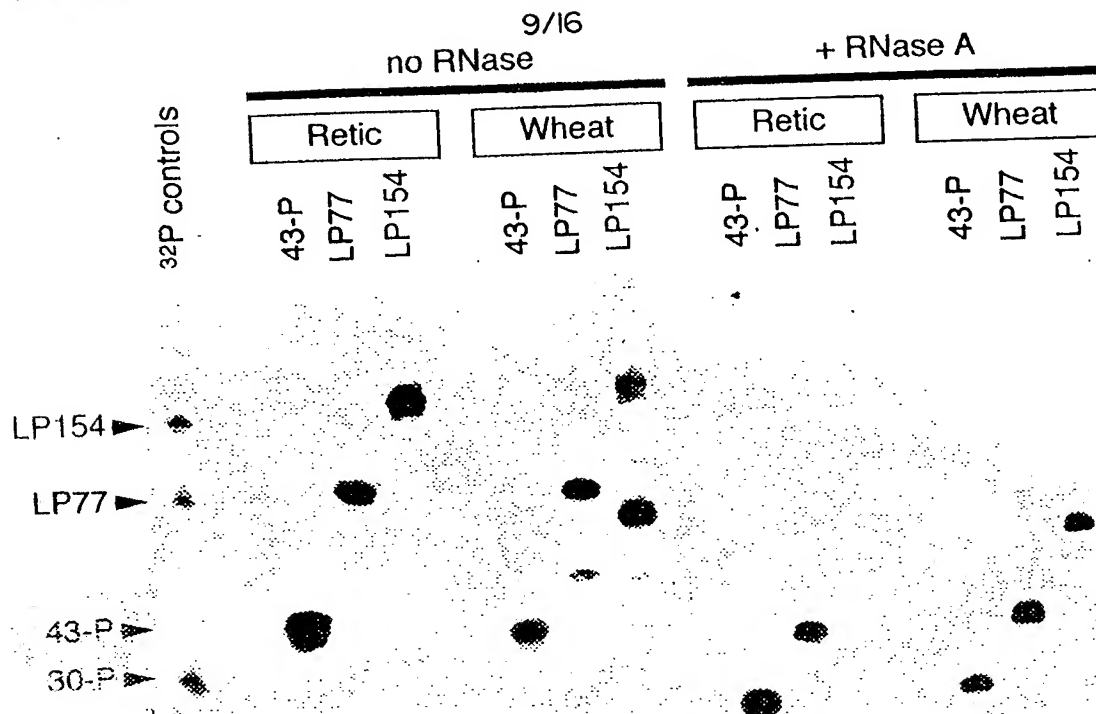 9/16
no RNase
+ RNase A
Retic
Wheat
Retic
Wheat
32P controls
43-P
LP77
LP154
43-P
LP77
LP154
43-P
LP77
LP154
43-P
LP77
LP154
LP154
LP77
43-P
30-P